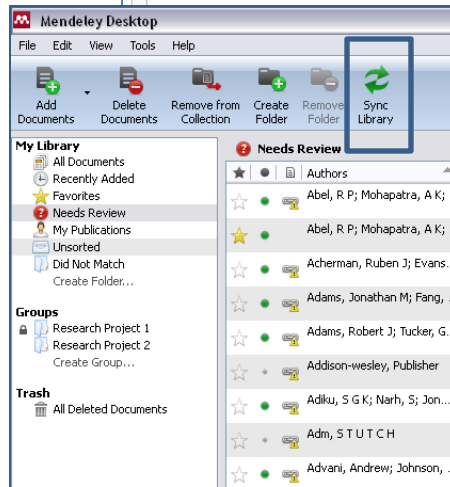 Mendeley Desktop
File Edit View Tools Help
Add Documents
Delete Documents
Remove from Collection
Create Folder
Remove Folder
Sync Library
My Library
All Documents
Recently Added
Favorites
Needs Review
My Publications
Unsorted
Did Not Match
Create Folder...
Groups
Research Project 1
Research Project 2
Create Group...
Trash
All Deleted Documents
Needs Review
Authors
Abel, R P; Mohapatra, A K;
Abel, R P; Mohapatra, A K;
Acherman, Ruben J; Evans...
Adams, Jonathan M; Fang, .
Adams, Robert J; Tucker, G..
Addison-wesley, Publisher
Adiku, S G K; Narh, S; Jon...
Adm, S T U T C H
Advani, Andrew; Johnson, .